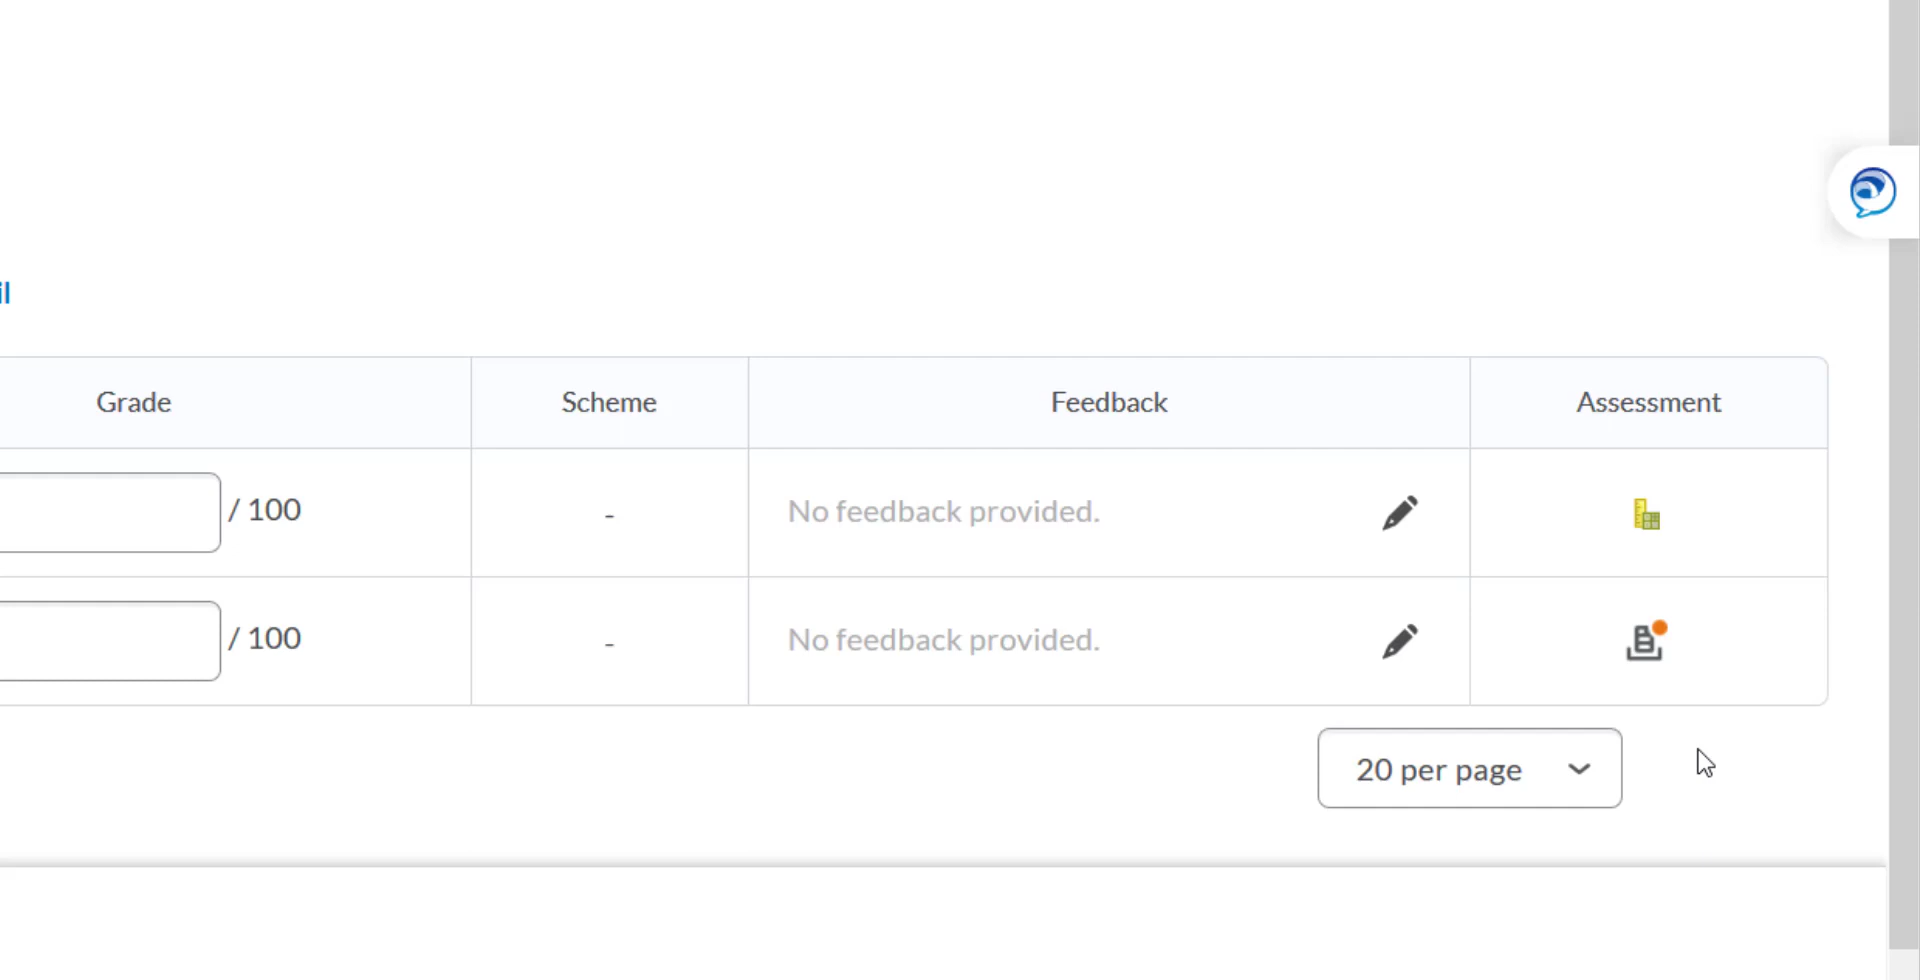 il
Grade Scheme Feedback Assessment
/ 100 - No feedback provided.
/ 100 - No feedback provided.
20 per page